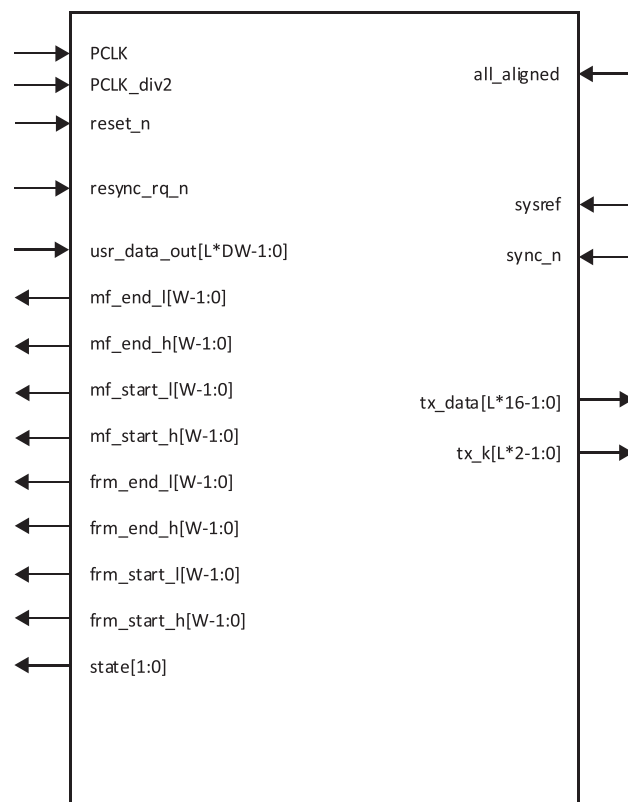 PCLK
PCLK_div2
reset_n
resync_rq_n
usr_data_out[L*DW-1:0]
mf_end_l[W-1:0]
mf_end_h[W-1:0]
mf_start_l[W-1:0]
mf_start_h[W-1:0]
frm_end_l[W-1:0]
frm_end_h[W-1:0]
frm_start_l[W-1:0]
frm_start_h[W-1:0]
state[1:0]
all_aligned
sysref
sync_n
tx_data[L*16-1:0]
tx_k[L*2-1:0]